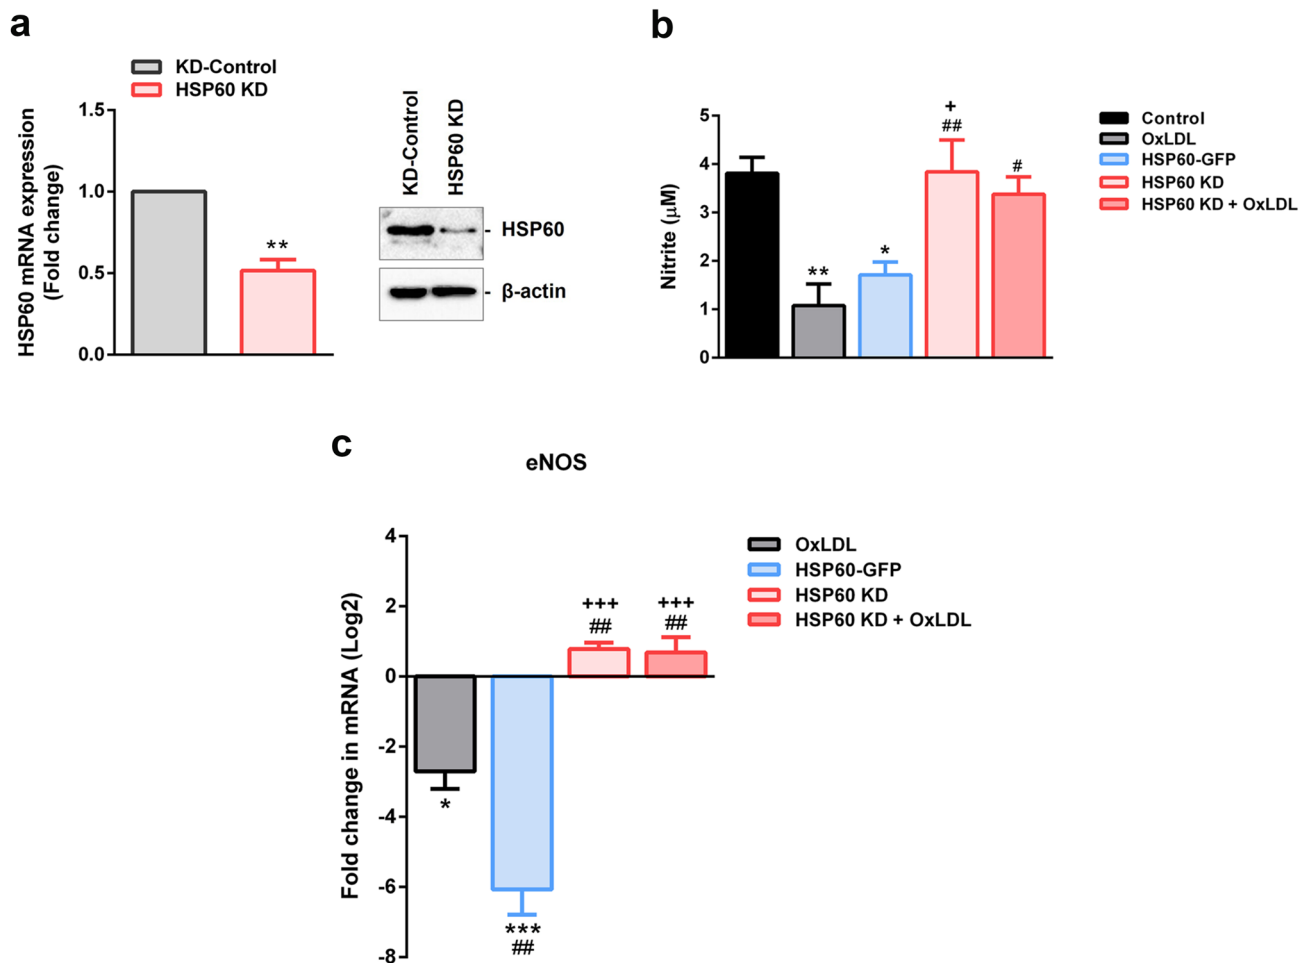 a
KD-Control
HSP60 KD
HSP60 mRNA expression
(Fold change)
1.5
1.0
0.5
0.0
**
KD-Control
HSP60 KD
- HSP60
- β-actin
b
Nitrite (μM)
5
4
3
2
1
0
**
*
+
##
#
Control
OxLDL
HSP60-GFP
HSP60 KD
HSP60 KD + OxLDL
c
eNOS
Fold change in mRNA (Log2)
4
2
0
-2
-4
-6
-8
*
***
##
+++
##
+++
##
OxLDL
HSP60-GFP
HSP60 KD
HSP60 KD + OxLDL